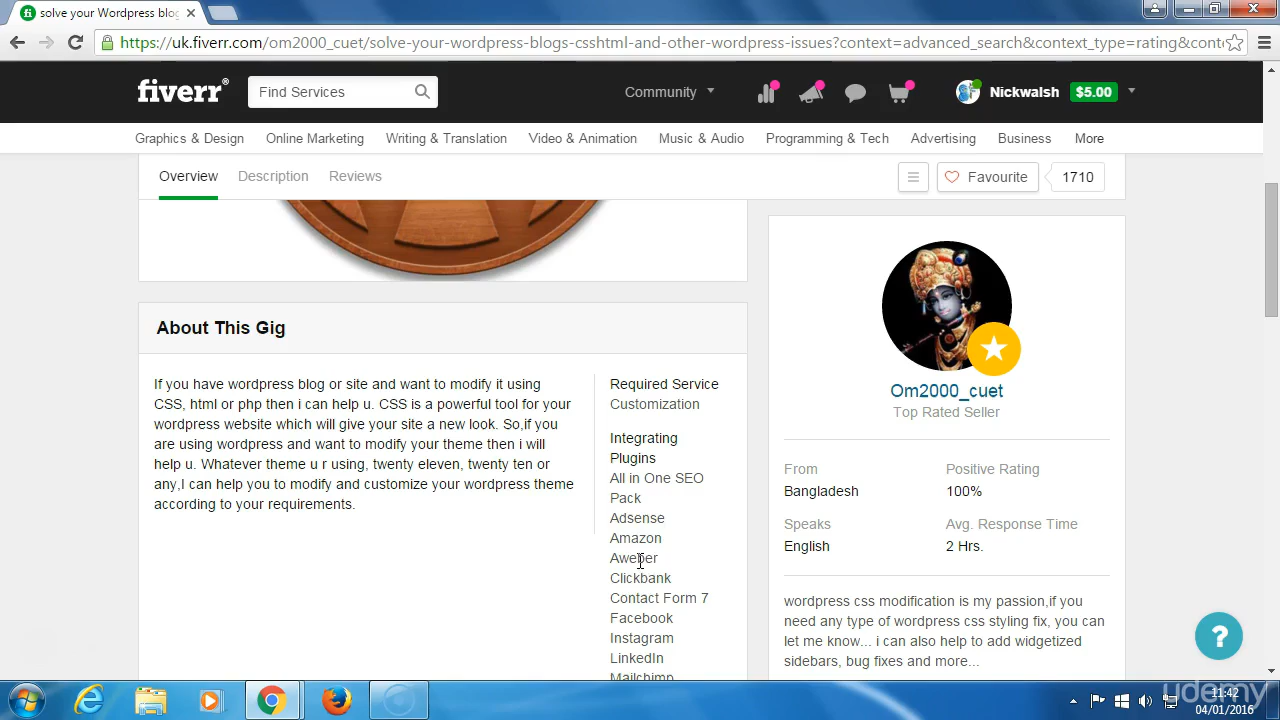 solve your Wordpress blog
https://uk.fiverr.com/om2000_cuet/solve-your-wordpress-blogs-csshtml-and-other-wordpress-issues?context=advanced_search&context_type=rating&cont
fiverr®
Find Services
Community
Nickwalsh
$5.00
Graphics & Design
Online Marketing
Writing & Translation
Video & Animation
Music & Audio
Programming & Tech
Advertising
Business
More
Overview
Description
Reviews
Favourite
1710
About This Gig
If you have wordpress blog or site and want to modify it using
CSS, html or php then i can help u. CSS is a powerful tool for your
wordpress website which will give your site a new look. So,if you
are using wordpress and want to modify your theme then i will
help u. Whatever theme u r using, twenty eleven, twenty ten or
any,I can help you to modify and customize your wordpress theme
according to your requirements.
Required Service
Customization
Integrating
Plugins
All in One SEO
Pack
Adsense
Amazon
Aweber
Clickbank
Contact Form 7
Facebook
Instagram
LinkedIn
Mailchimp
Om2000_cuet
Top Rated Seller
From
Positive Rating
Bangladesh
100%
Speaks
Avg. Response Time
English
2 Hrs.
wordpress css modification is my passion,if you
need any type of wordpress css styling fix, you can
let me know... i can also help to add widgetized
sidebars, bug fixes and more...
?
udemy
11:42
04/01/2016